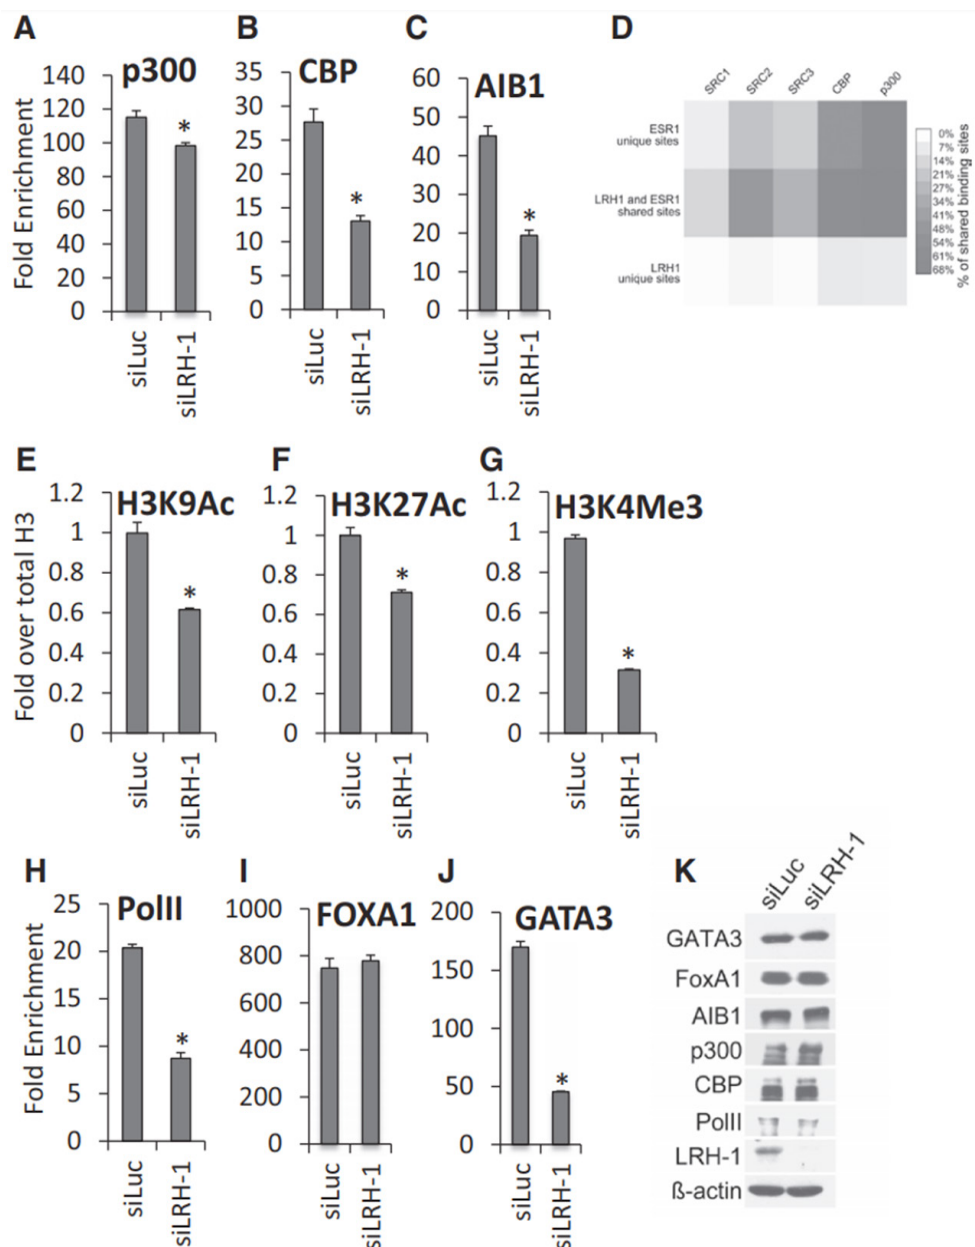 A
p300
Fold Enrichment
140
120
100
80
60
40
20
0
*
siLuc
siLRH-1
B
CBP
35
30
25
20
15
10
5
0
*
siLuc
siLRH-1
C
AIB1
60
50
40
30
20
10
0
*
siLuc
siLRH-1
D
SRC1
SRC2
SRC3
CBP
p300
ESR1
unique sites
LRH1 and ESR1
shared sites
LRH1
unique sites
0%
7%
14%
21%
27%
34%
41%
48%
54%
61%
68%
% of shared binding sites
E
H3K9Ac
Fold over total H3
1.2
1
0.8
0.6
0.4
0.2
0
*
siLuc
siLRH-1
F
H3K27Ac
1.2
1
0.8
0.6
0.4
0.2
0
*
siLuc
siLRH-1
G
H3K4Me3
1.2
1
0.8
0.6
0.4
0.2
0
*
siLuc
siLRH-1
H
PolII
Fold Enrichment
25
20
15
10
5
0
*
siLuc
siLRH-1
I
FOXA1
1000
800
600
400
200
0
siLuc
siLRH-1
J
GATA3
200
150
100
50
0
*
siLuc
siLRH-1
K
siLuc
siLRH-1
GATA3
FoxA1
AIB1
p300
CBP
PolII
LRH-1
ß-actin